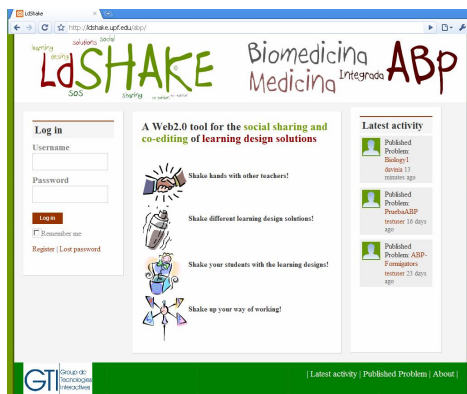 LdShake
http://ldshake.upf.edu/abp/
learning solutions social
design
LdSHAKE
SOS sharing
Biomedicina
Medicina Integrada ABp
Log in
Username
Password
Log in
Remember me
Register | Lost password
A Web2.0 tool for the social sharing and
co-editing of learning design solutions
Shake hands with other teachers!
Shake different learning design solutions!
Shake your students with the learning designs!
Shake up your way of working!
Latest activity
Published
Problem:
Biology1
davinia 13
minutes ago
Published
Problem:
PruebaABP
testuser 16 days
ago
Published
Problem: ABP-
Formigators
testuser 23 days
ago
GTI Group de
Tecnologies
Interactives
| Latest activity | Published Problem | About |